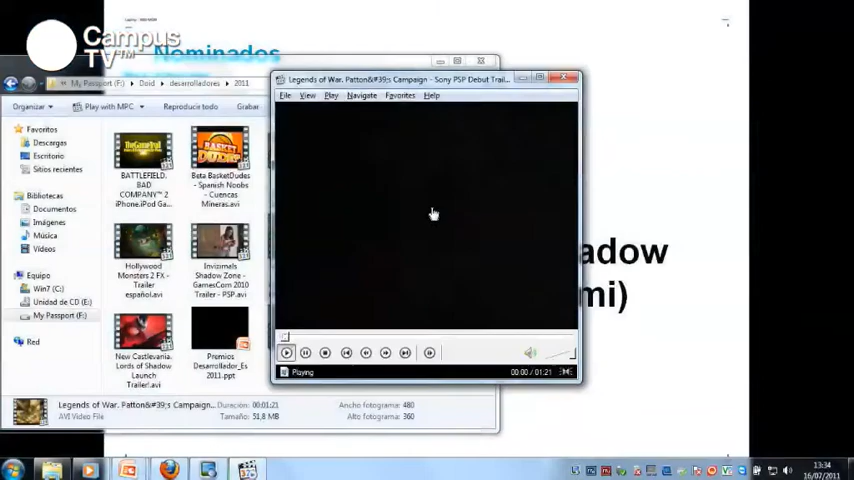 Campus
TV™
Nominados
My Passport (F:) ▸ Doid ▸ desarrolladores ▸ 2011
Organizar
Play with MPC
Reproducir todo
Grabar
Favoritos
Descargas
Escritorio
Sitios recientes
Bibliotecas
Documentos
Imágenes
Música
Vídeos
Equipo
Win7 (C:)
Unidad de CD (E:)
My Passport (F:)
Red
BATTLEFIELD.
BAD
COMPANY™ 2
iPhone.iPod Ga...
Beta BasketDudes
- Spanish Noobs
- Cuencas
Mineras.avi
Hollywood
Monsters 2 FX -
Trailer
español.avi
Invizimals
Shadow Zone -
GamesCom 2010
Trailer - PSP.avi
New Castlevania.
Lords of Shadow
Launch
Trailer!.avi
Premios
Desarrollador_Es
2011.ppt
Legends of War. Patton&#39;s Campaign - Sony PSP Debut Trail...
File View Play Navigate Favorites Help
Playing
00:00 / 01:21
adow
mi)
Legends of War. Patton&#39;s Campaign...
AVI Video File
Duración: 00:01:21
Tamaño: 51,8 MB
Ancho fotograma: 480
Alto fotograma: 360
13:34
16/07/2011